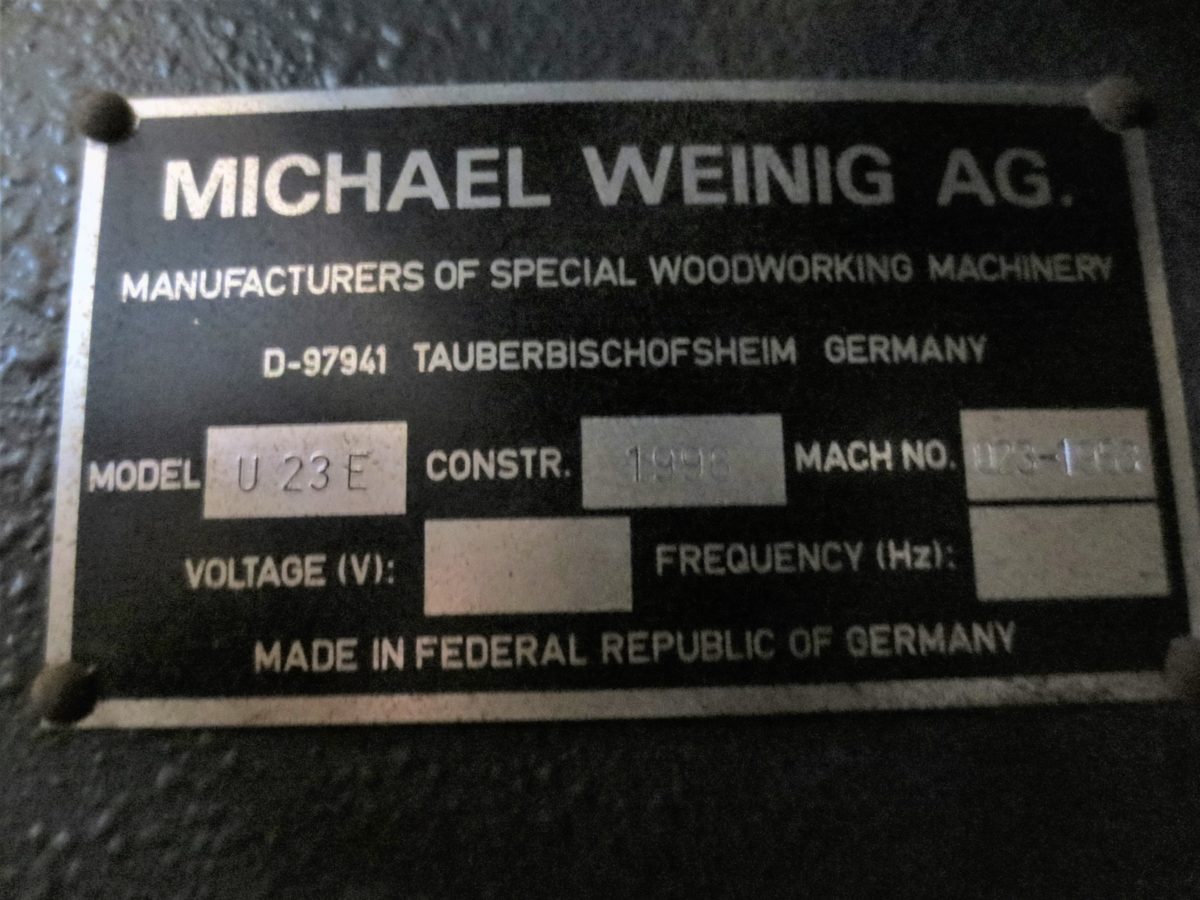 MICHAEL WEINIG AG.
MANUFACTURERS OF SPECIAL WOODWORKING MACHINERY
D-97941 TAUBERBISCHOFSHEIM GERMANY
MODEL U 23 E CONSTR. MACH NO.
VOLTAGE (V): FREQUENCY (Hz):
MADE IN FEDERAL REPUBLIC OF GERMANY